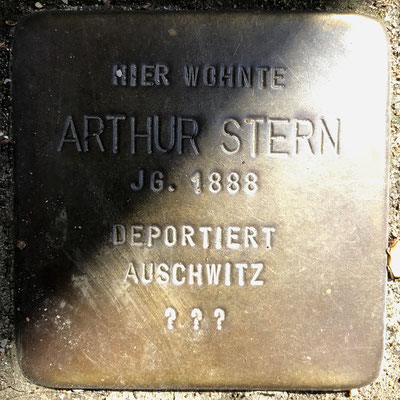 HIER WOHNTE
ARTHUR STERN
JG. 1888
DEPORTIERT
AUSCHWITZ
? ? ?